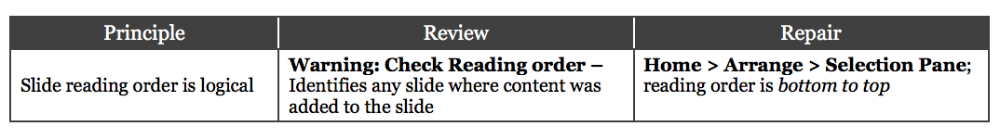 Principle
Review
Repair
Slide reading order is logical
Warning: Check Reading order –
Identifies any slide where content was
added to the slide
Home > Arrange > Selection Pane;
reading order is bottom to top